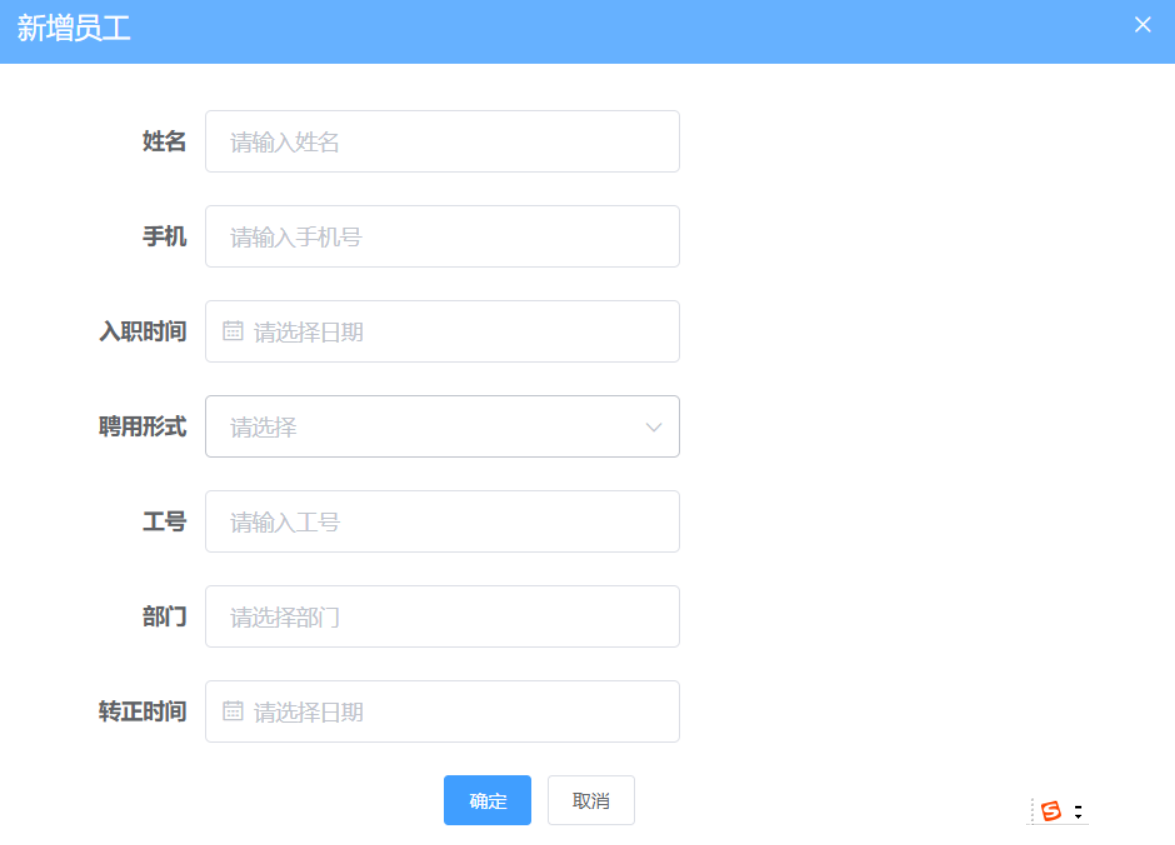 新增员工
姓名 请输入姓名
手机 请输入手机号
入职时间 请选择日期
聘用形式 请选择
工号 请输入工号
部门 请选择部门
转正时间 请选择日期
确定 取消